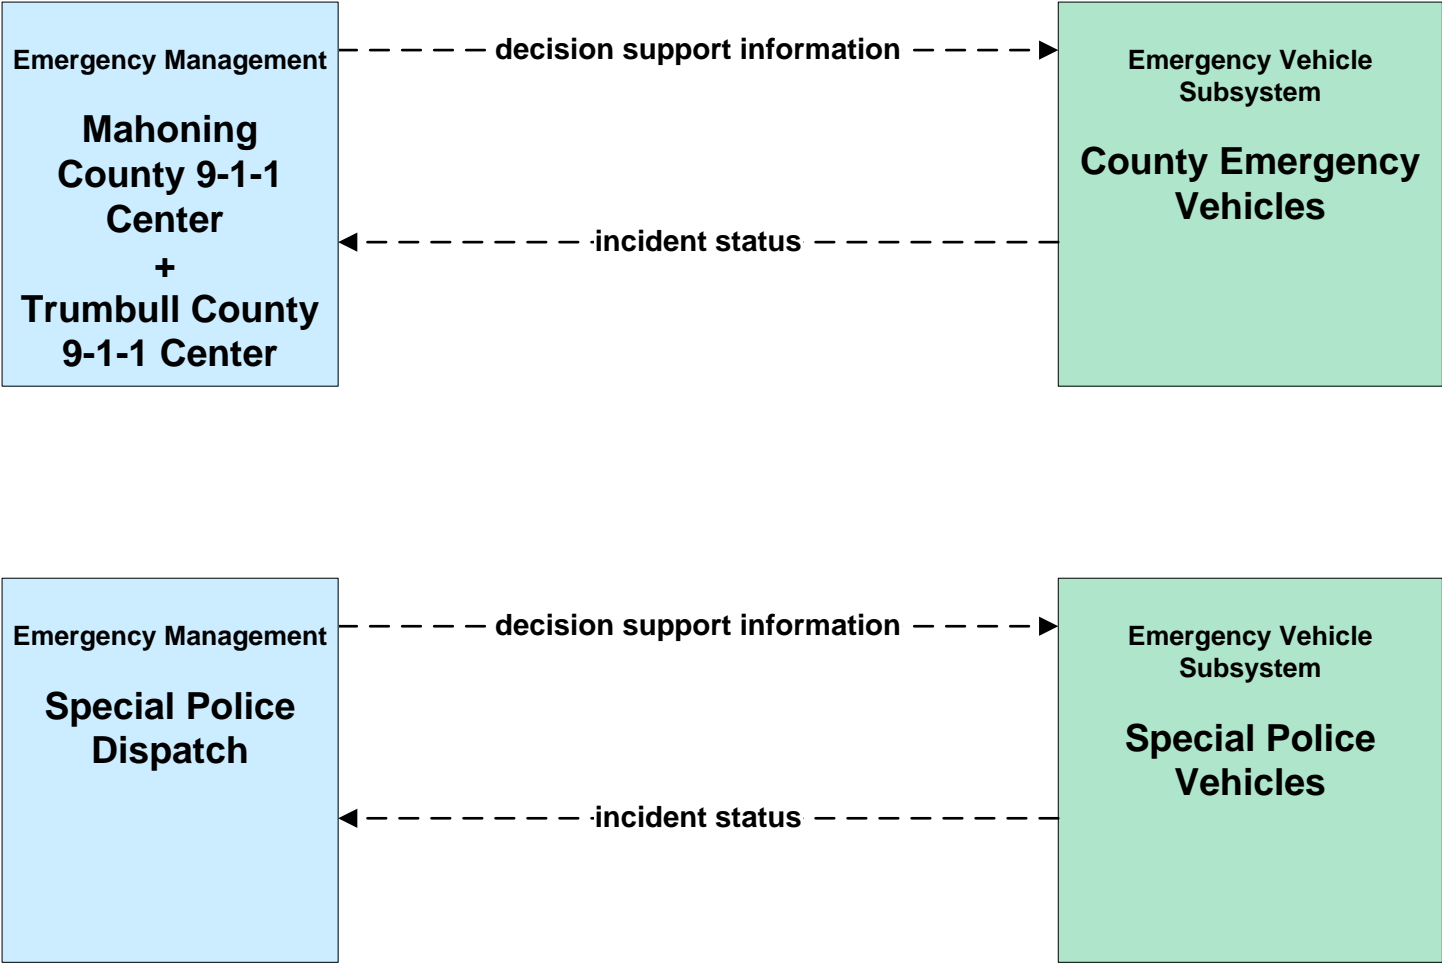 Emergency Management
Mahoning
County 9-1-1
Center
+
Trumbull County
9-1-1 Center
decision support information
incident status
Emergency Vehicle
Subsystem
County Emergency
Vehicles
Emergency Management
Special Police
Dispatch
decision support information
incident status
Emergency Vehicle
Subsystem
Special Police
Vehicles